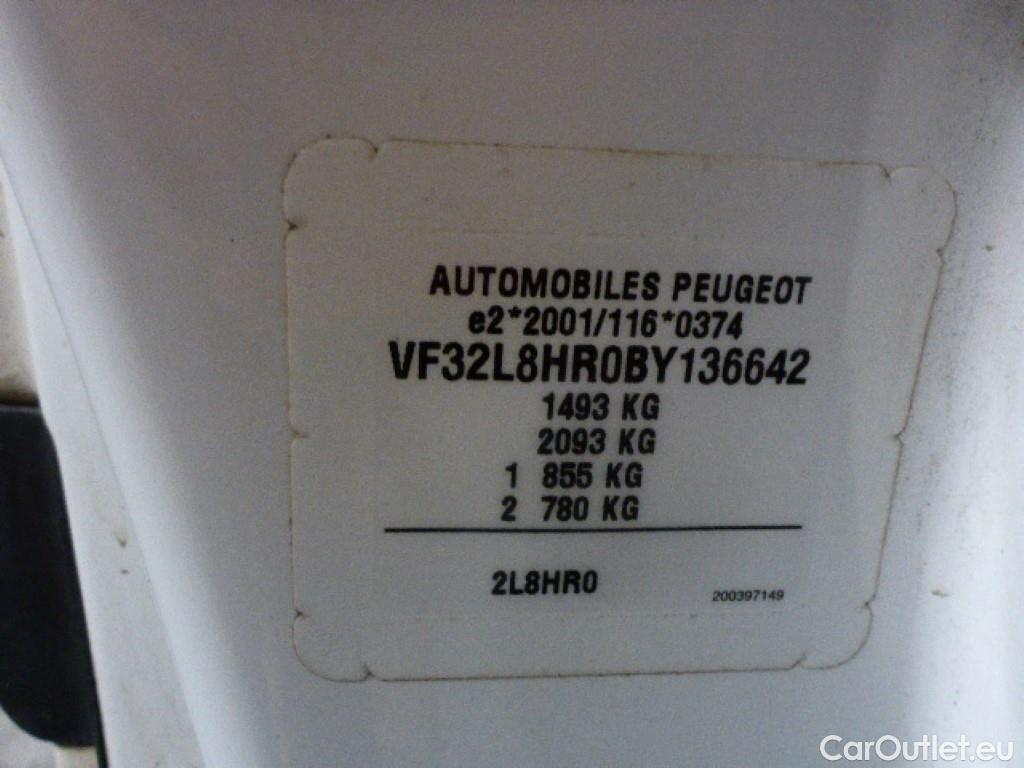 AUTOMOBILES PEUGEOT
e2*2001/116*0374
VF32L8HR0BY136642
1493 KG
2093 KG
1 855 KG
2 780 KG
2L8HR0
200397149
CarOutlet.eu